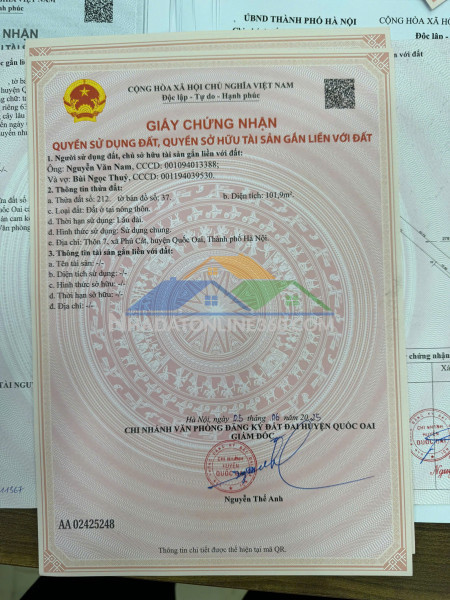 UBND THÀNH PHỐ HÀ NỘI
CỘNG HÒA XÃ HỘI
Độc lân -
NHẬN
CỘNG HÒA XÃ HỘI CHỦ NGHĨA VIỆT NAM
Độc lập - Tự do - Hạnh phúc
GIẤY CHỨNG NHẬN
QUYỀN SỬ DỤNG ĐẤT, QUYỀN SỞ HỮU TÀI SẢN GẮN LIỀN VỚI ĐẤT
1. Người sử dụng đất, chủ sở hữu tài sản gắn liền với đất:
Ông: Nguyễn Văn Nam, CCCD: 001094013388;
Và vợ: Bùi Ngọc Thuỷ, CCCD: 001194039530.
2. Thông tin thửa đất:
a. Thửa đất số: 212. tờ bản đồ số: 37. b. Diện tích: 101,9m².
c. Loại đất: Đất ở tại nông thôn.
d. Thời hạn sử dụng: Lâu dài.
đ. Hình thức sử dụng: Sử dụng chung.
e. Địa chỉ: Thôn 7, xã Phú Cát, huyện Quốc Oai, Thành phố Hà Nội.
3. Thông tin tài sản gắn liền với đất:
a. Tên tài sản: -/-
b. Diện tích sử dụng: -/-
c. Hình thức sở hữu: -/-
d. Thời hạn sở hữu: -/-
đ. Địa chỉ: -/-
NHADATONLINE360.COM
Hà Nội, ngày 05 tháng 06 năm 2025
CHI NHÁNH VĂN PHÒNG ĐĂNG KÝ ĐẤT ĐAI HUYỆN QUỐC OAI
GIÁM ĐỐC
CHI NHÁNH
HUYỆN
QUỐC OAI
Nguyễn Thế Anh
AA 02425248
Thông tin chi tiết được thể hiện tại mã QR.